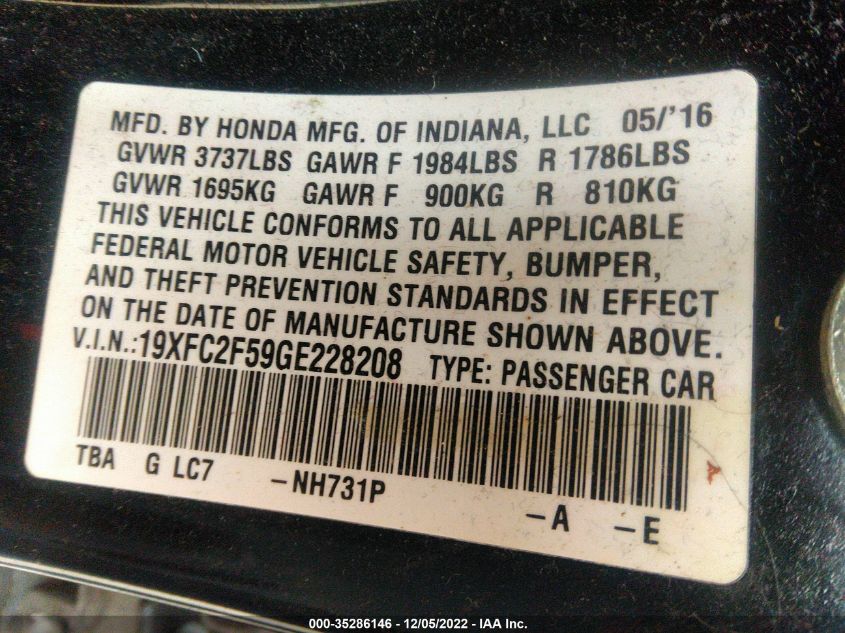 MFD. BY HONDA MFG. OF INDIANA, LLC 05/'16
GVWR 3737LBS GAWR F 1984LBS R 1786LBS
GVWR 1695KG GAWR F 900KG R 810KG
THIS VEHICLE CONFORMS TO ALL APPLICABLE
FEDERAL MOTOR VEHICLE SAFETY, BUMPER,
AND THEFT PREVENTION STANDARDS IN EFFECT
ON THE DATE OF MANUFACTURE SHOWN ABOVE.
V.I.N.:19XFC2F59GE228208 TYPE: PASSENGER CAR
TBA G LC7 -NH731P -A -E
000-35286146 - 12/05/2022 - IAA Inc.